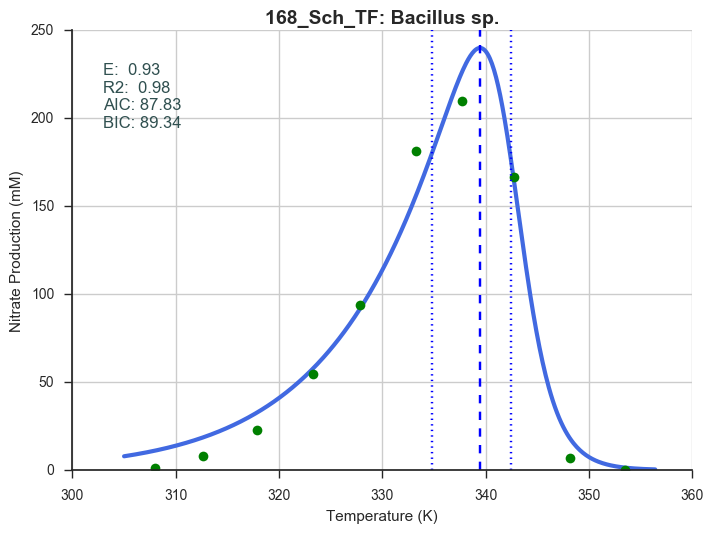 168_Sch_TF: Bacillus sp.
E:  0.93
R2:  0.98
AIC: 87.83
BIC: 89.34
Nitrate Production (mM)
250
200
150
100
50
0
300 310 320 330 340 350 360
Temperature (K)